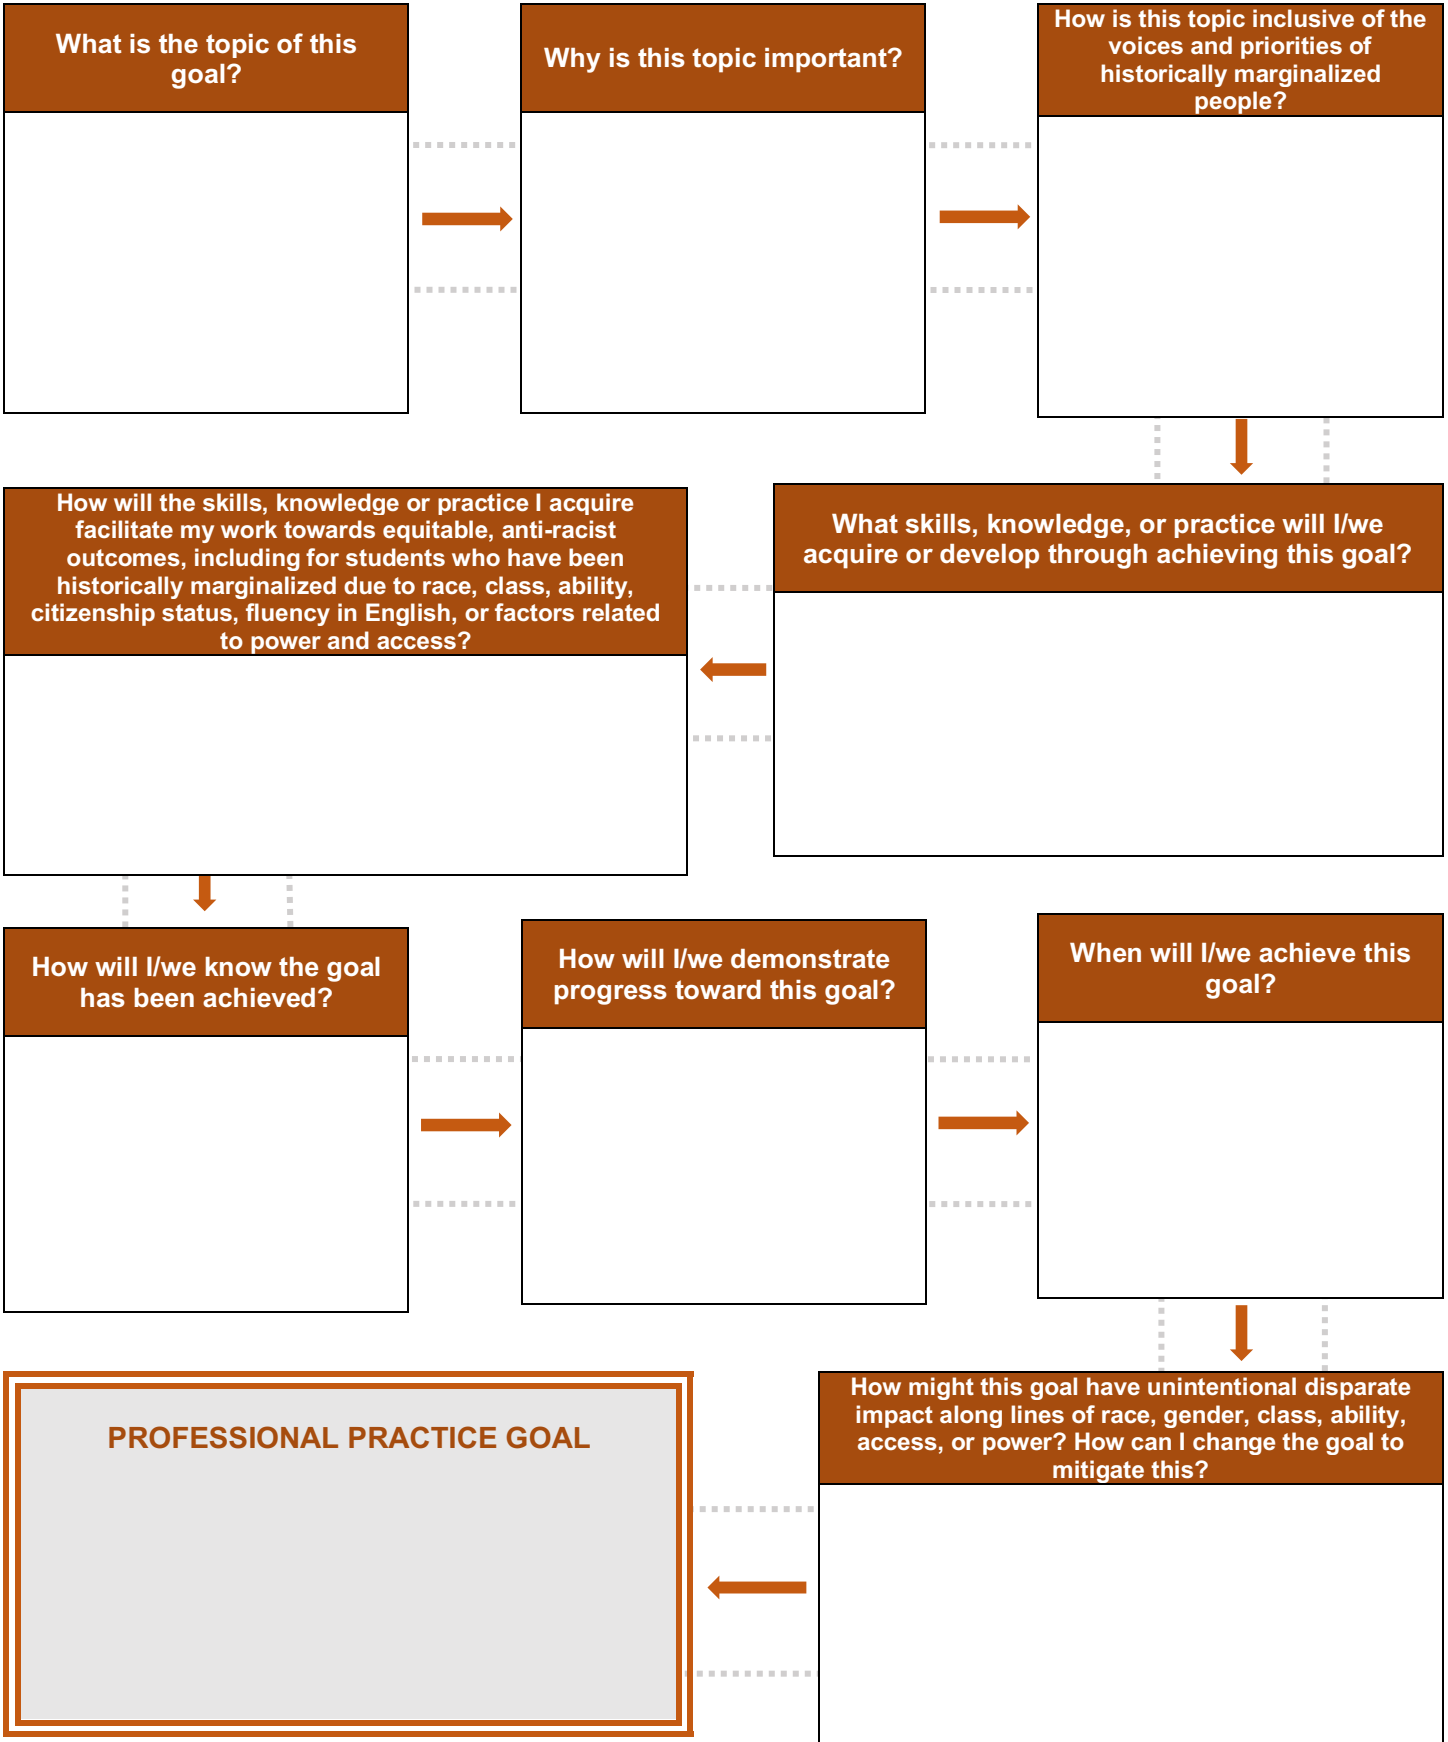 What is the topic of this
goal?
Why is this topic important?
How is this topic inclusive of the
voices and priorities of
historically marginalized
people?
What skills, knowledge, or practice will I/we
acquire or develop through achieving this goal?
How will the skills, knowledge or practice I acquire
facilitate my work towards equitable, anti-racist
outcomes, including for students who have been
historically marginalized due to race, class, ability,
citizenship status, fluency in English, or factors related
to power and access?
How will I/we know the goal
has been achieved?
How will I/we demonstrate
progress toward this goal?
When will I/we achieve this
goal?
How might this goal have unintentional disparate
impact along lines of race, gender, class, ability,
access, or power? How can I change the goal to
mitigate this?
PROFESSIONAL PRACTICE GOAL